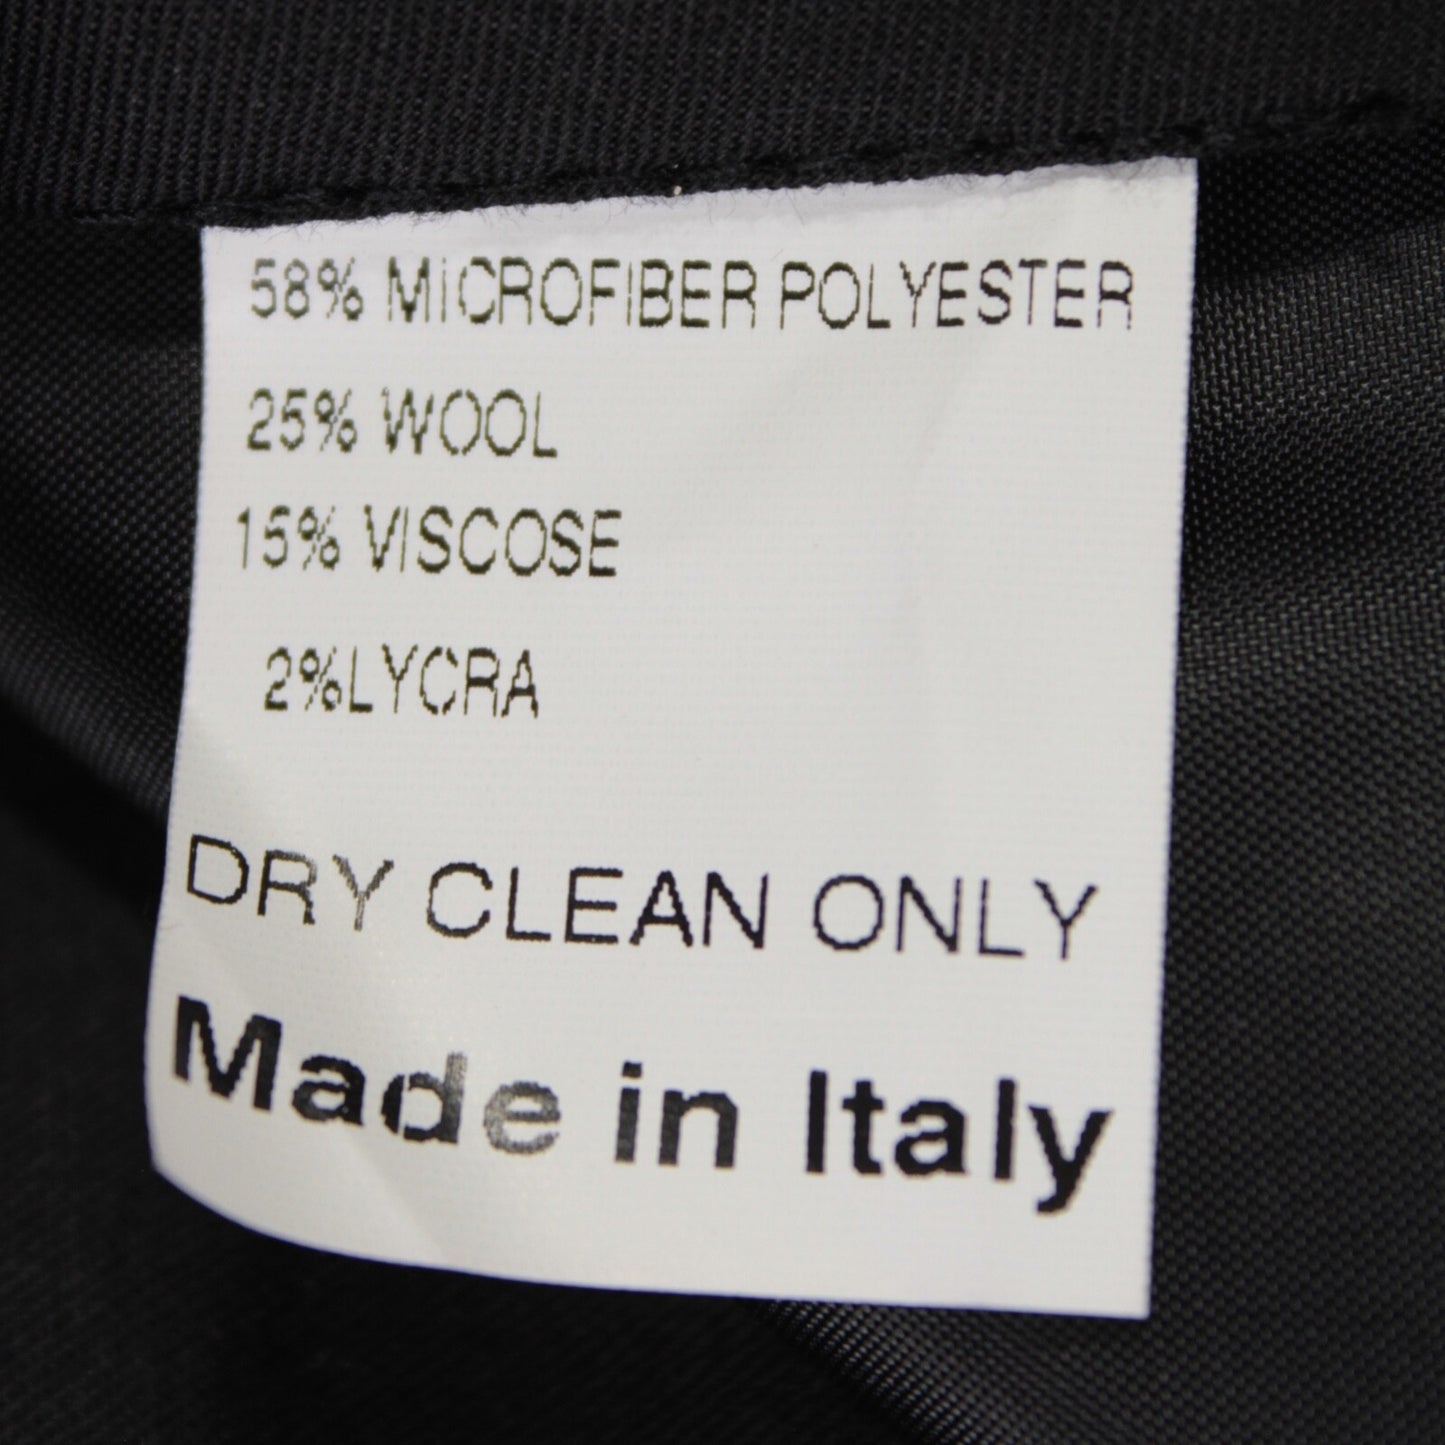 58% MiCROFIBER POLYESTER
25% WOOL
15% VISCOSE
2%LYCRA
DRY CLEAN ONLY
Made in Italy